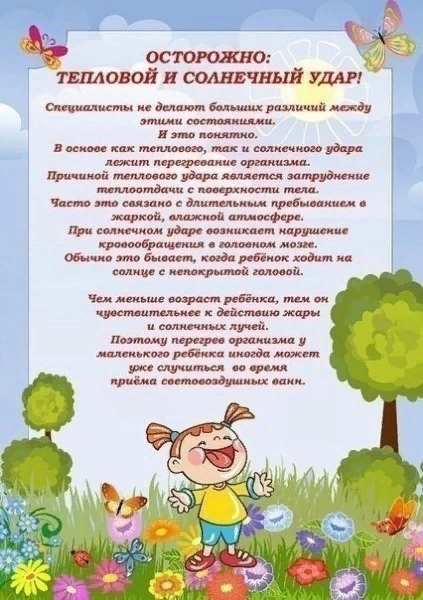 ОСТОРОЖНО:
ТЕПЛОВОЙ И СОЛНЕЧНЫЙ УДАР!
Специалисты не делают больших различий между
этими состояниями.
И это понятно.
В основе как теплового, так и солнечного удара
лежит перегревание организма.
Причиной теплового удара является затруднение
теплоотдачи с поверхности тела.
Часто это связано с длительным пребыванием в
жаркой, влажной атмосфере.
При солнечном ударе возникает нарушение
кровообращения в головном мозге.
Обычно это бывает, когда ребёнок ходит на
солнце с непокрытой головой.
Чем меньше возраст ребёнка, тем он
чувствительнее к действию жары
и солнечных лучей.
Поэтому перегрев организма у
маленького ребёнка иногда может
уже случиться во время
приёма световоздушных ванн.